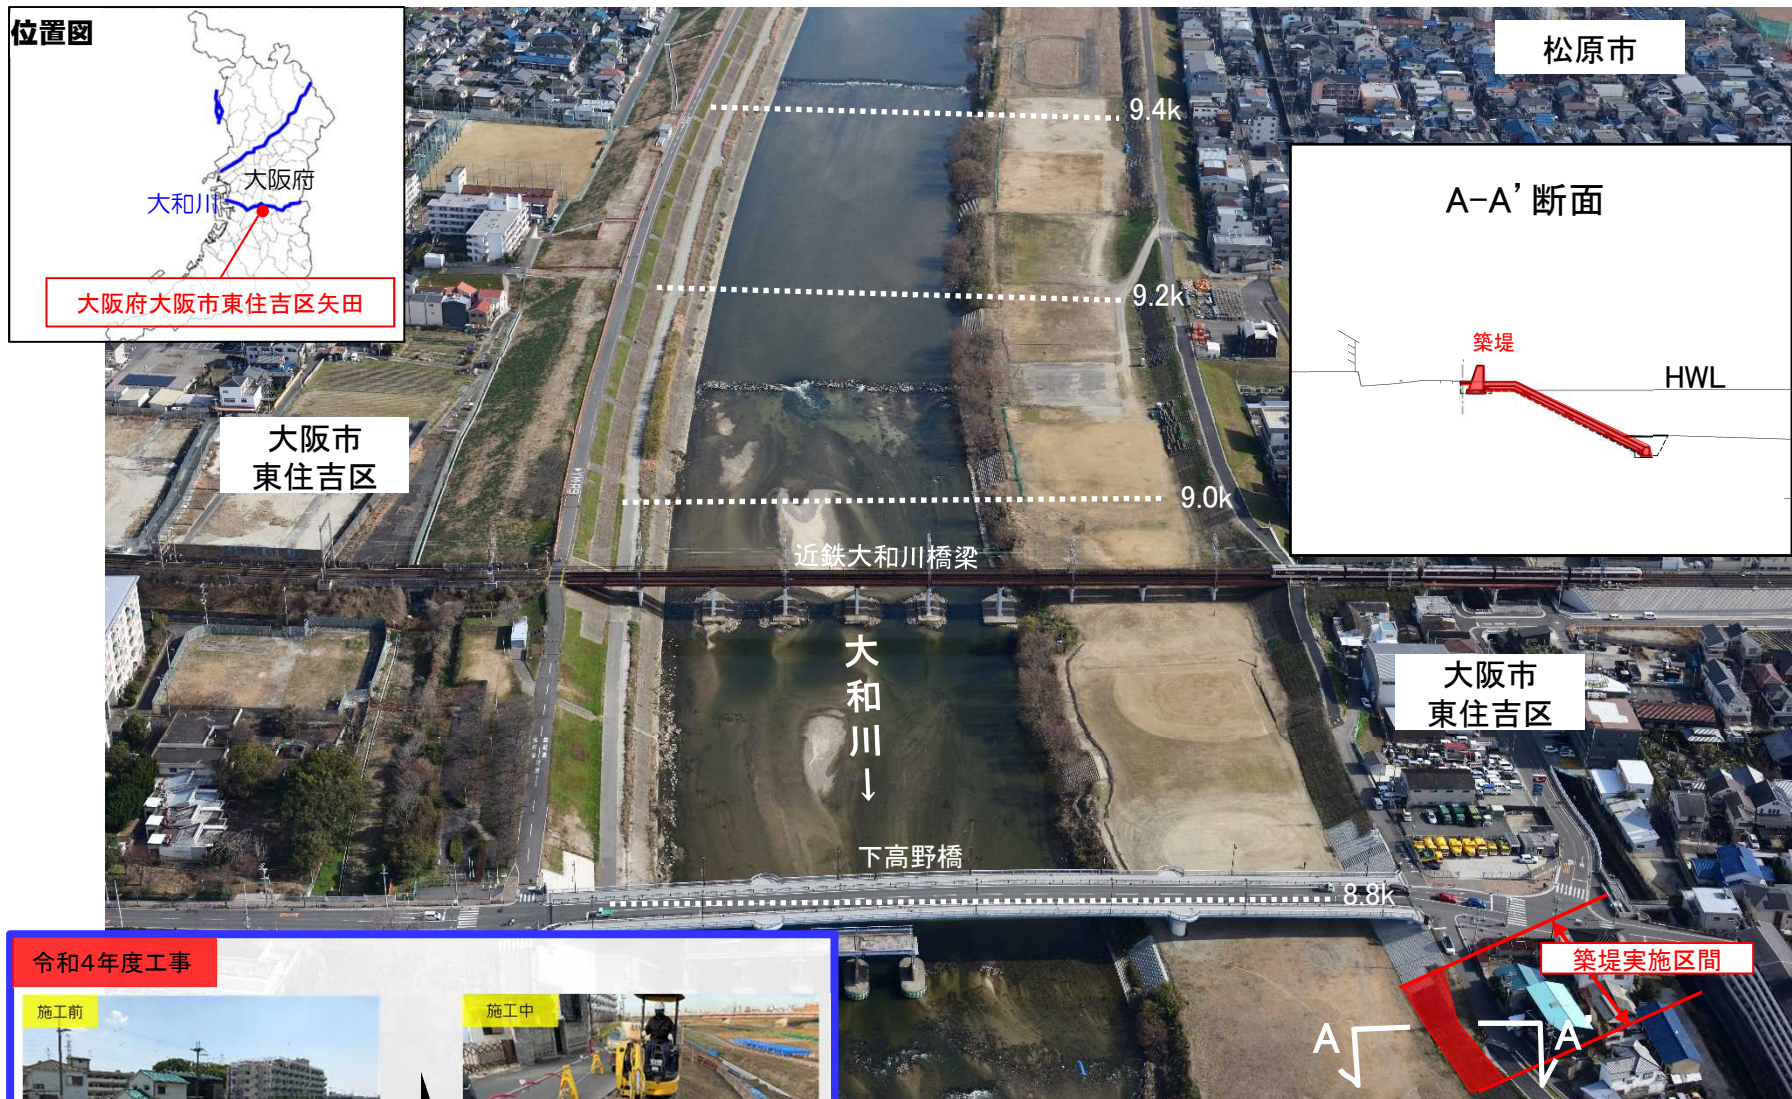 位置図
大阪府
大和川
大阪府大阪市東住吉区矢田
松原市
9.4k
A-A’断面
9.2k
築堤
HWL
大阪市
東住吉区
9.0k
近鉄大和川橋梁
大和川→
大阪市
東住吉区
下高野橋
8.8k
令和4年度工事
築堤実施区間
施工前
施工中
A
A’